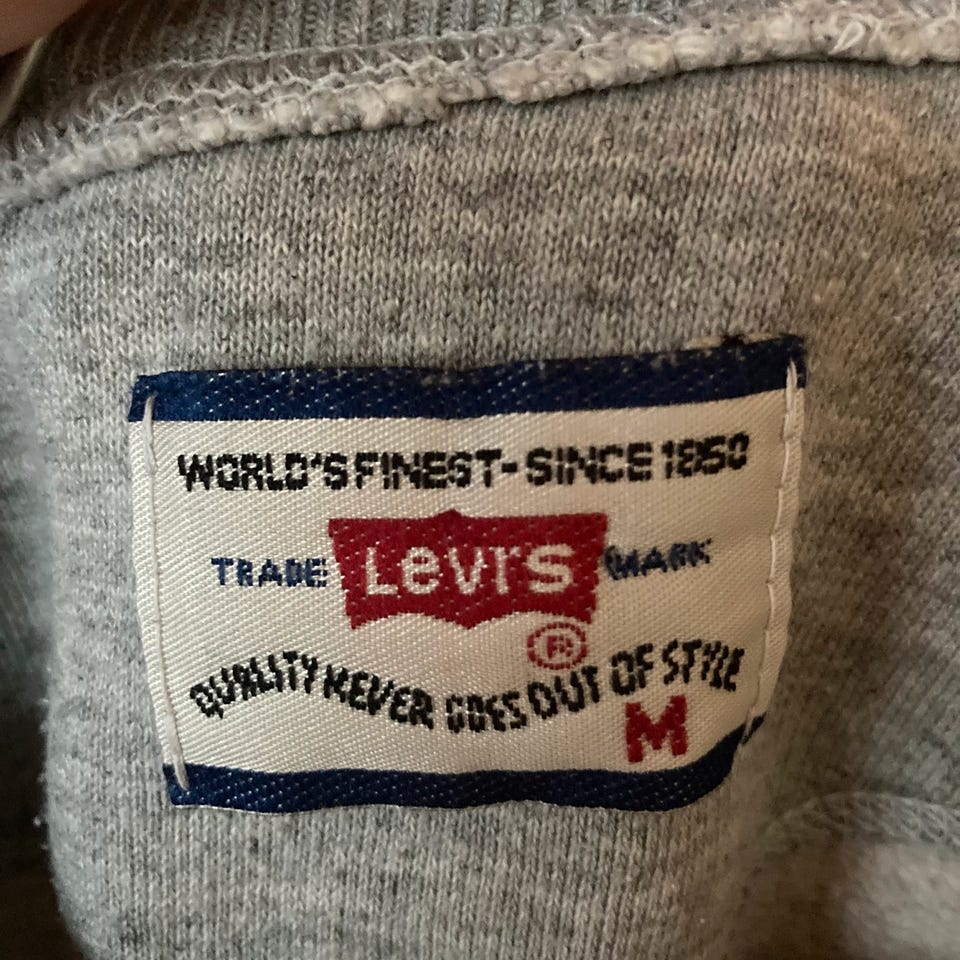 WORLD'S FINEST - SINCE 1850
TRADE Levi's MARK
®
QUALITY NEVER GOES OUT OF STYLE
M